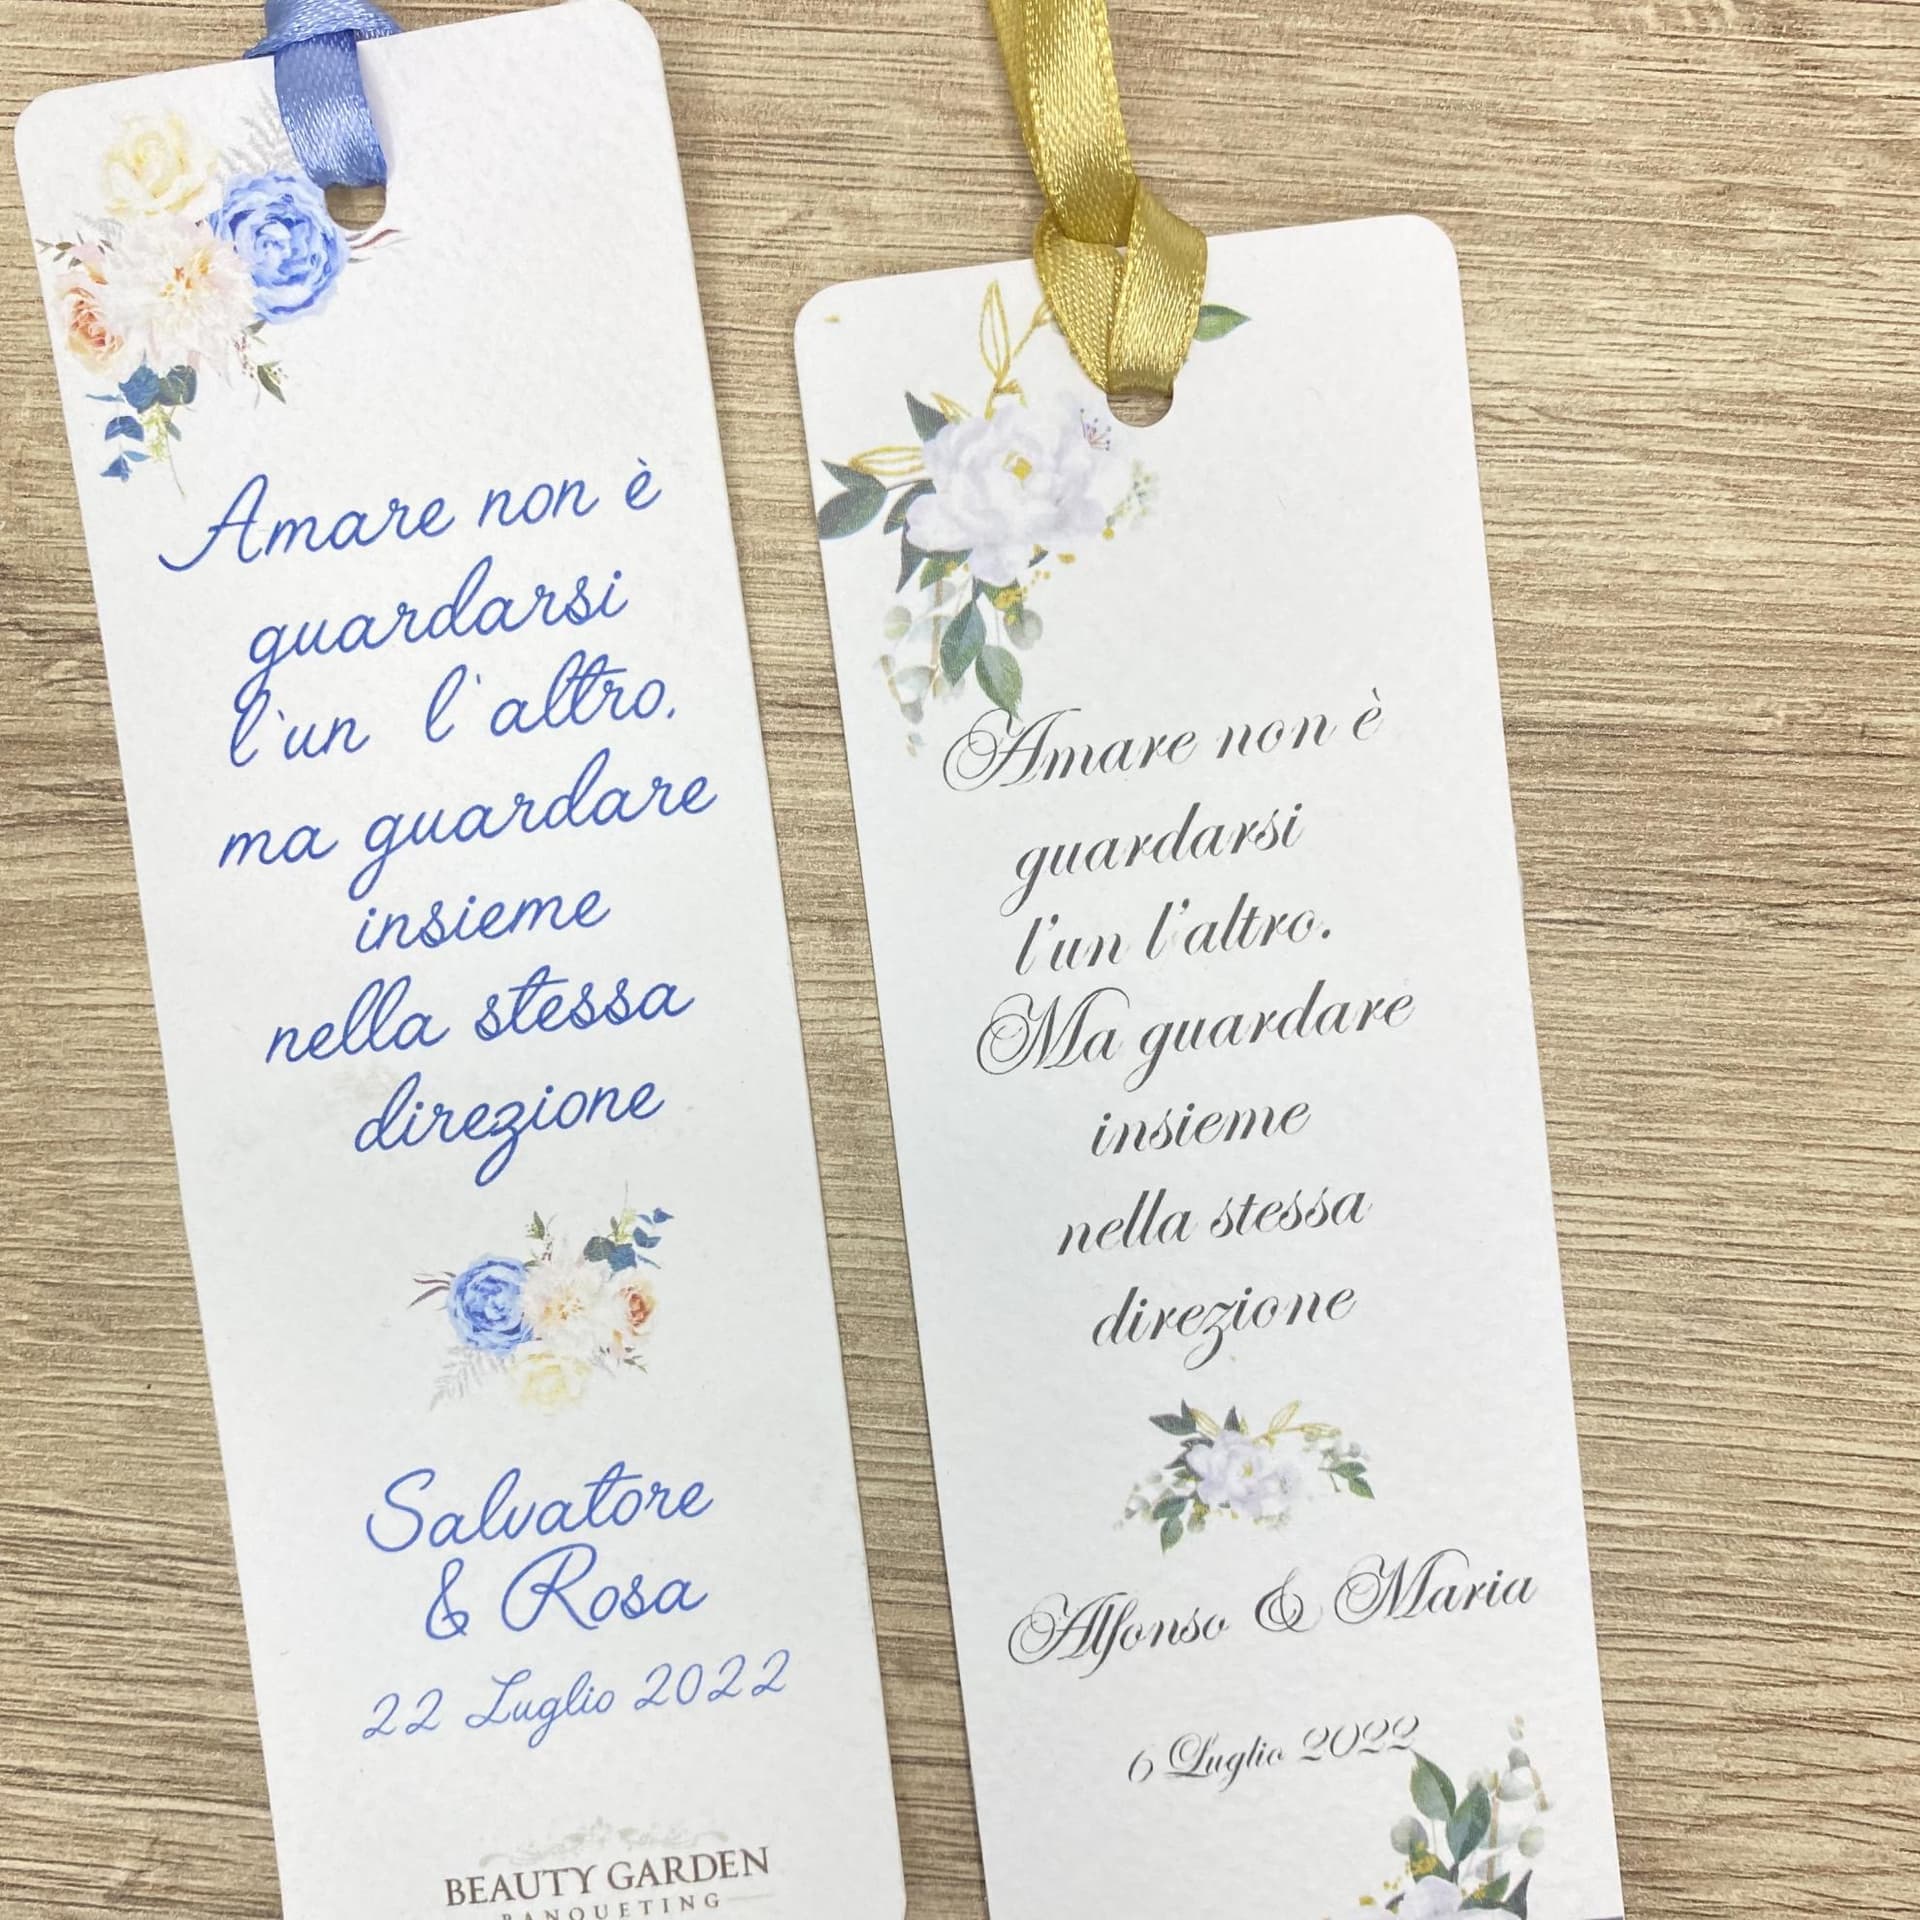 Amare non è
guardarsi
l'un l'altro,
ma guardare
insieme
nella stessa
direzione
Salvatore
& Rosa
22 Luglio 2022
BEAUTY GARDEN
BANQUETING
Amare non è
guardarsi
l'un l'altro.
Ma guardare
insieme
nella stessa
direzione
Alfonso & Maria
6 Luglio 2022